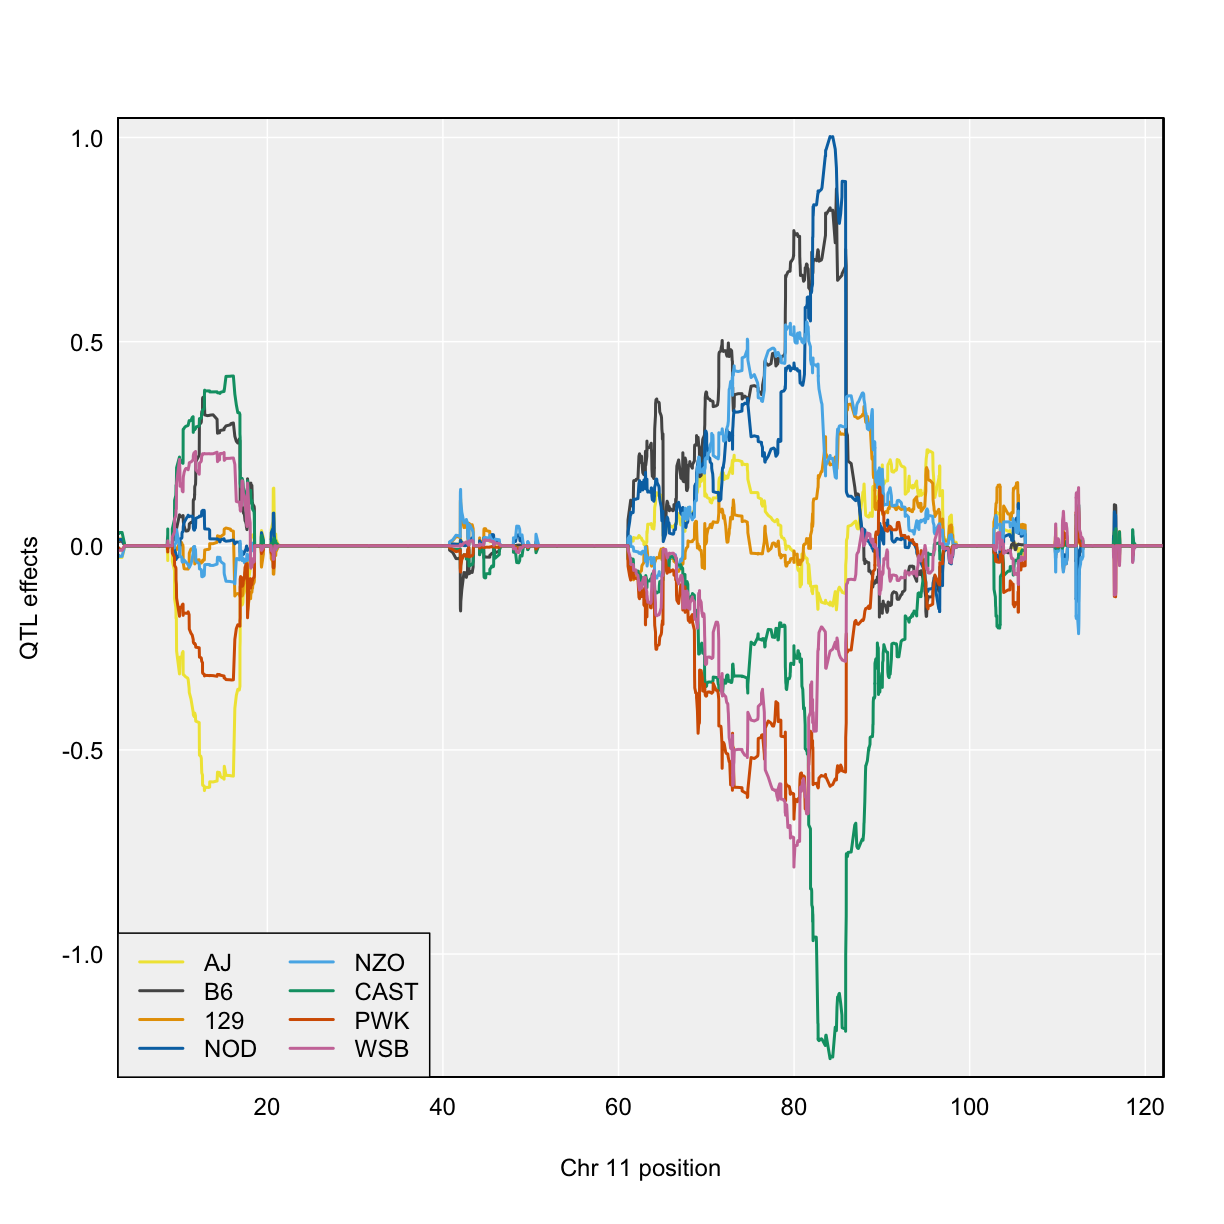 1.0
0.5
0.0
-0.5
-1.0
QTL effects
AJ NZO
B6 CAST
129 PWK
NOD WSB
20 40 60 80 100 120
Chr 11 position